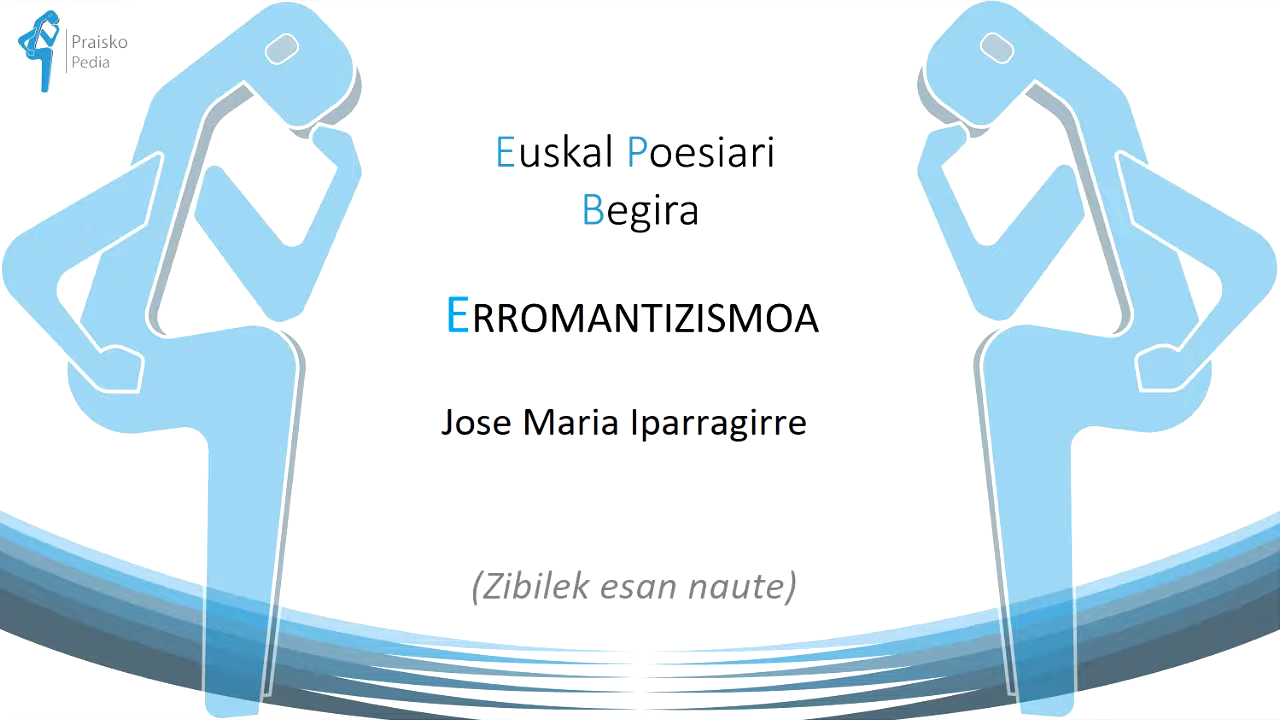 Praisko
Pedia
Euskal Poesiari
Begira
ERROMANTIZISMOA
Jose Maria Iparragirre
(Zibilek esan naute)